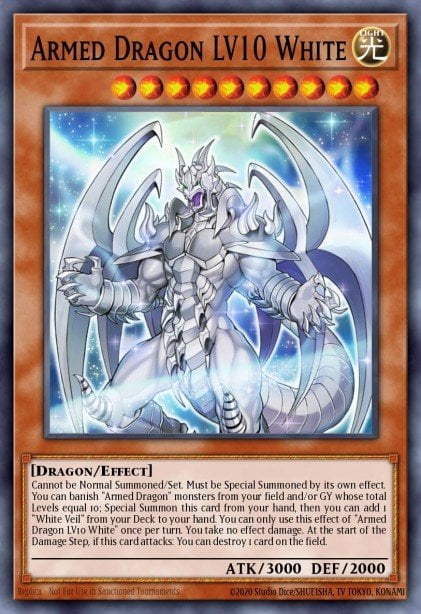 ARMED DRAGON LV10 WHITE
LIGHT
光
[DRAGON/EFFECT]
Cannot be Normal Summoned/Set. Must be Special Summoned by its own effect.
You can banish "Armed Dragon" monsters from your field and/or GY whose total
Levels equal 10; Special Summon this card from your hand, then you can add 1
"White Veil" from your Deck to your hand. You can only use this effect of "Armed
Dragon LV10 White" once per turn. You take no effect damage. At the start of the
Damage Step, if this card attacks: You can destroy 1 card on the field.
ATK/3000 DEF/2000
Replica - Not For Use in Sanctioned Tournaments
©2020 Studio Dice/SHUEISHA, TV TOKYO, KONAMI